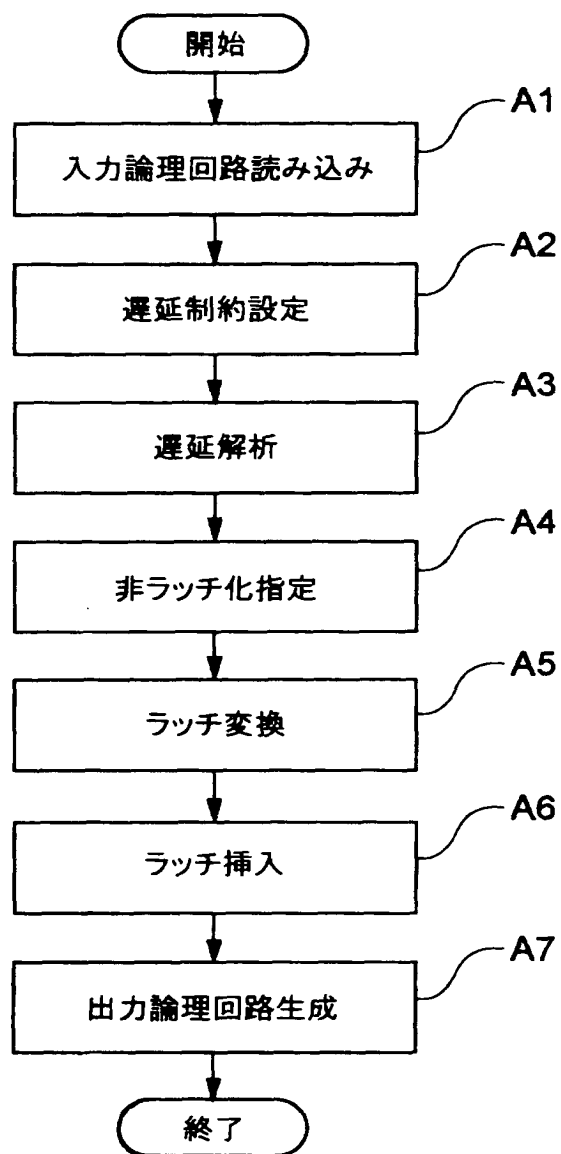 開始
A1
入力論理回路読み込み
A2
遅延制約設定
A3
遅延解析
A4
非ラッチ化指定
A5
ラッチ変換
A6
ラッチ挿入
A7
出力論理回路生成
終了